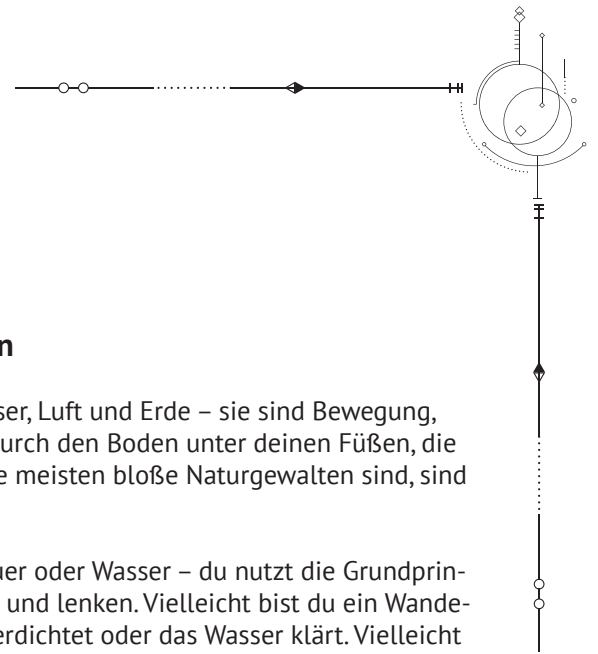 n
ser, Luft und Erde – sie sind Bewegung,
urch den Boden unter deinen Füßen, die
e meisten bloße Naturgewalten sind, sind
uer oder Wasser – du nutzt die Grundprin-
und lenken. Vielleicht bist du ein Wande-
erdichtet oder das Wasser klärt. Vielleicht